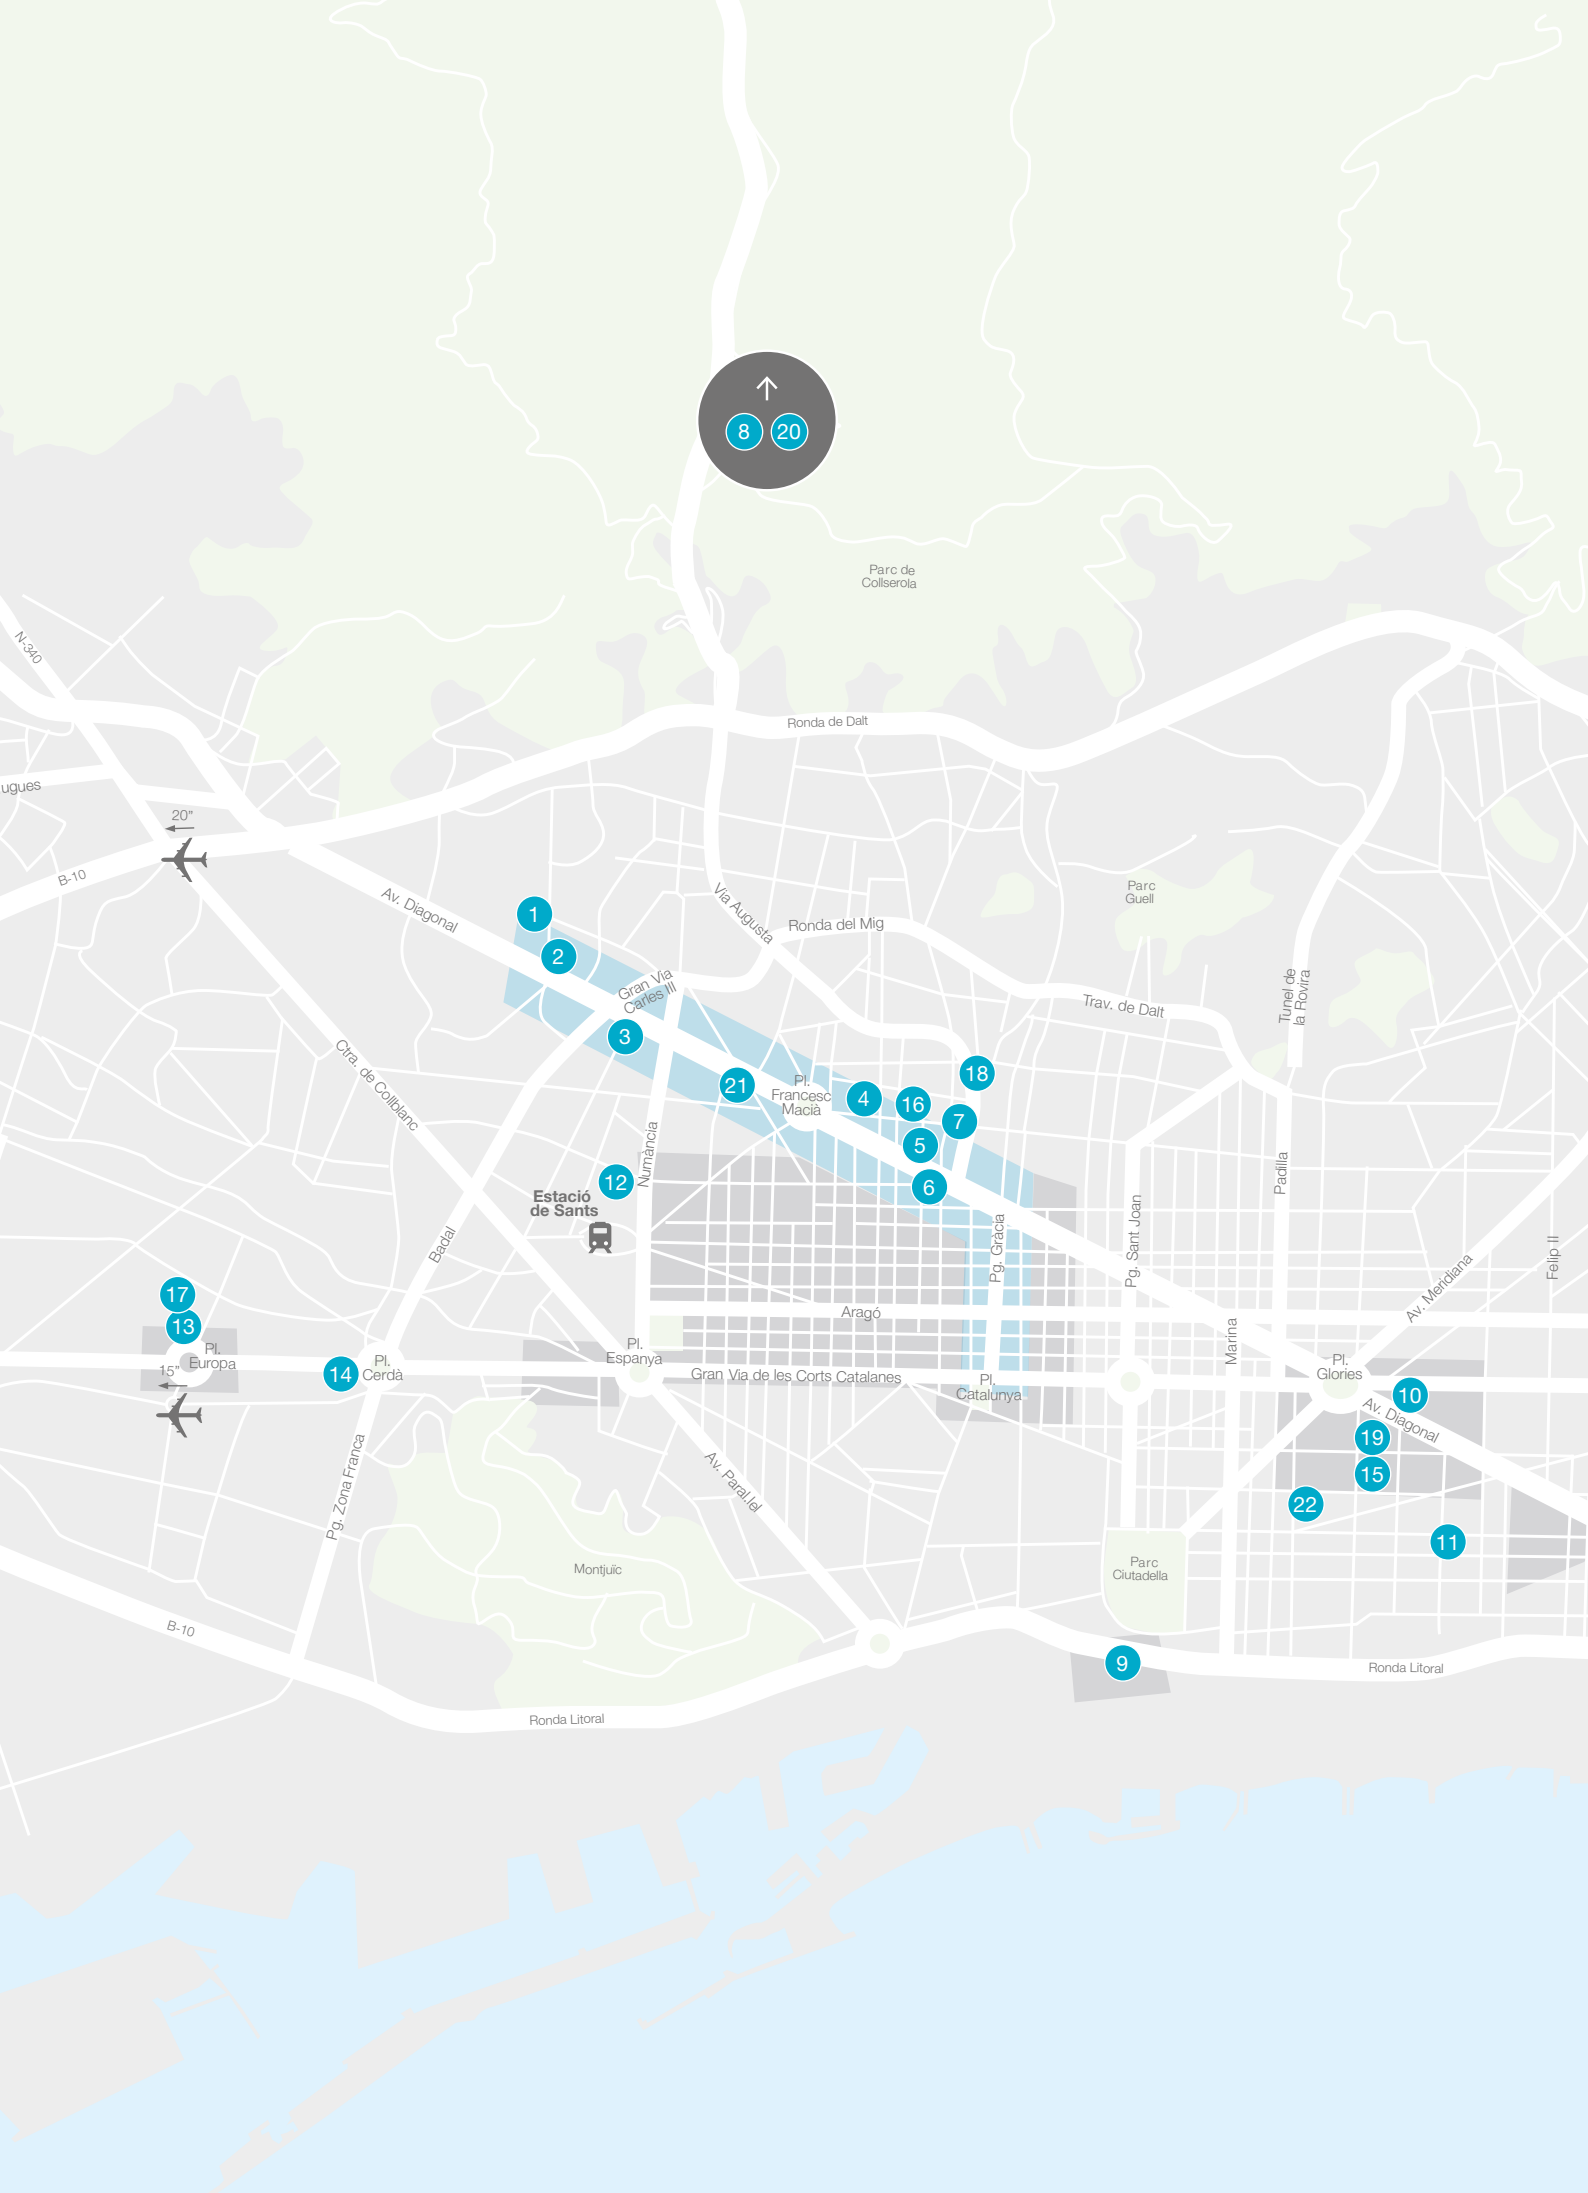 8
20
Parc de
Collserola
N-340
Ronda de Dalt
ugues
20”
B-10
Av. Diagonal
1
2
Via Augusta
Ronda del Mig
Parc
Guell
Gran Via
Carles III
3
Trav. de Dalt
Tunel de
la Rovira
Ctra. de Collblanc
21
Pl.
Francesc
Macià
4
16
18
7
5
6
Numància
12
Estació
de Sants
Badal
Pg. Gràcia
Pg. Sant Joan
Padilla
Felip II
Av. Meridiana
17
13
Pl.
Europa
15”
14
Pl.
Cerdà
Pl.
Espanya
Aragó
Gran Via de les Corts Catalanes
Pl.
Catalunya
Marina
Pl.
Glories
10
Av. Diagonal
19
15
22
11
Pg. Zona Franca
Av. Paral.lel
Montjuïc
Parc
Ciutadella
B-10
9
Ronda Litoral
Ronda Litoral